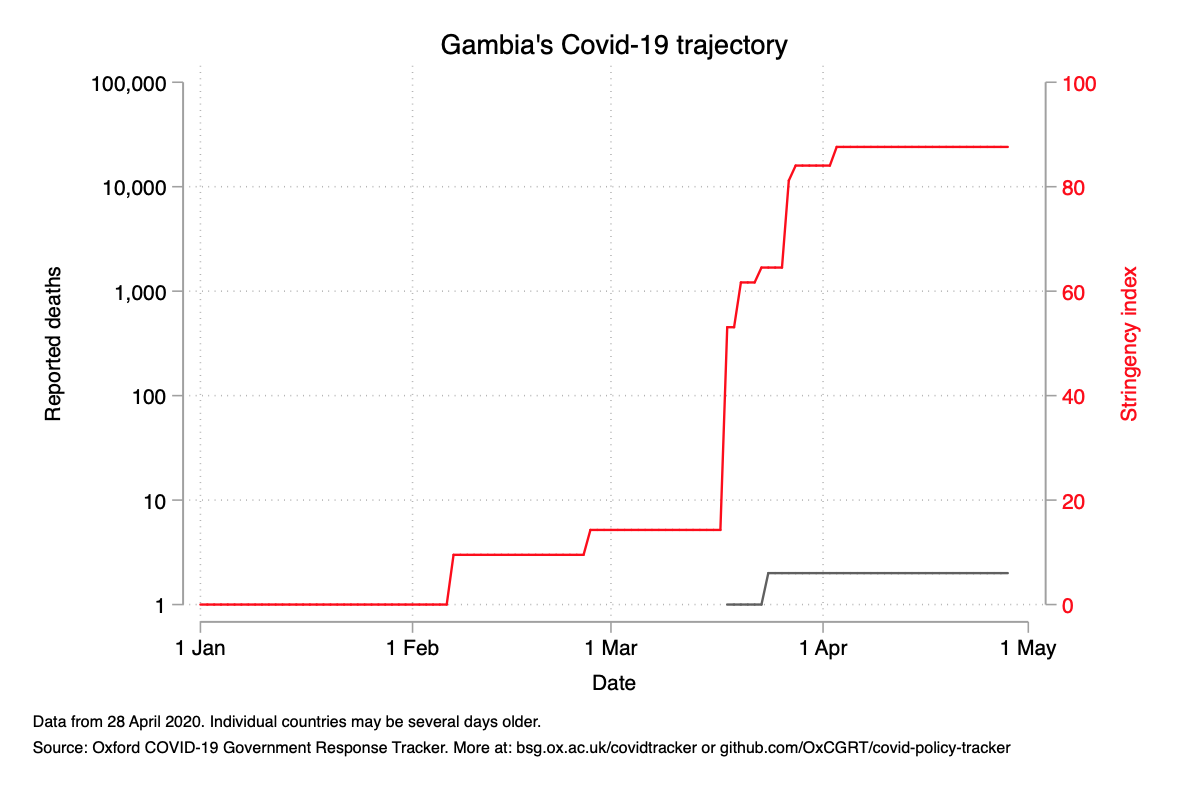 Gambia's Covid-19 trajectory
100,000
10,000
1,000
100
10
1
Reported deaths
100
80
60
40
20
0
Stringency index
1 Jan
1 Feb
1 Mar
1 Apr
1 May
Date
Data from 28 April 2020. Individual countries may be several days older.
Source: Oxford COVID-19 Government Response Tracker. More at: bsg.ox.ac.uk/covidtracker or github.com/OxCGRT/covid-policy-tracker